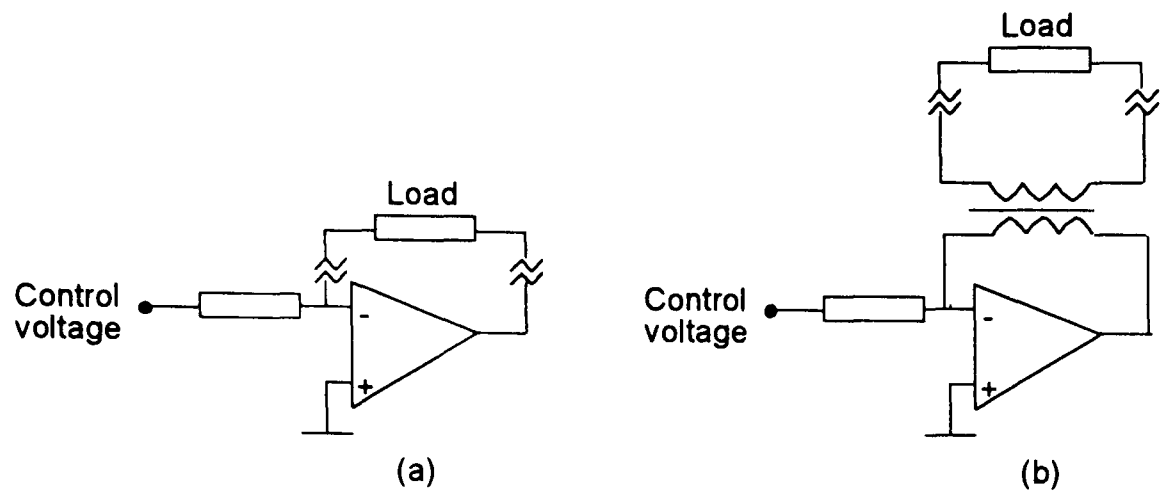 Load
Control
voltage
-
+
(a)
Load
Control
voltage
-
+
(b)